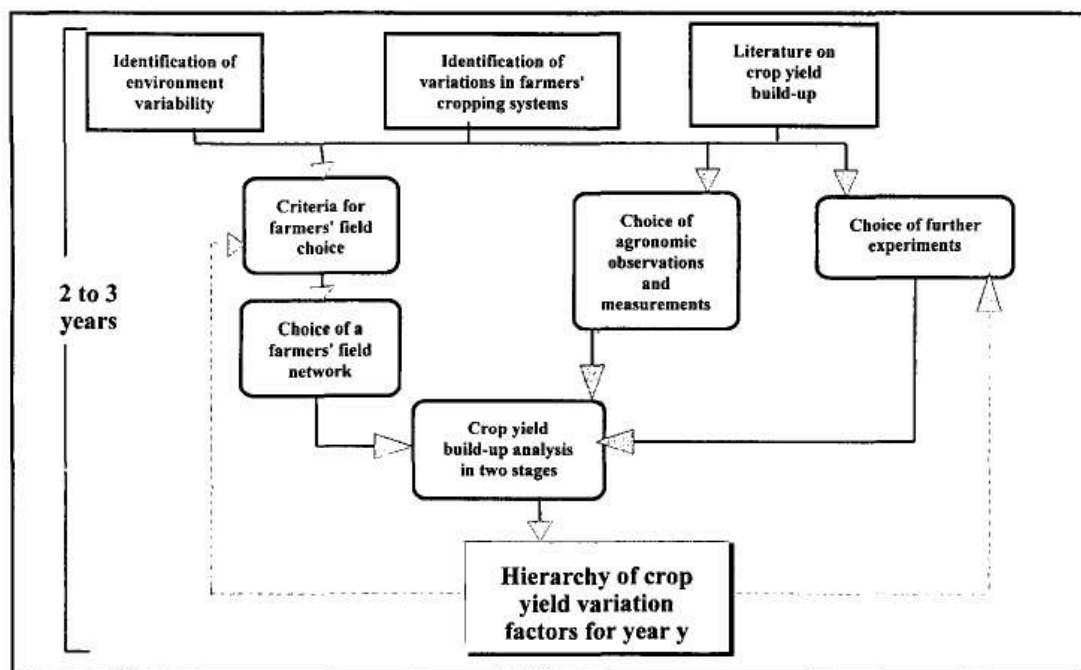 Identification of
environment
variability
Identification of
variations in farmers'
cropping systems
Literature on
crop yield
build-up
Criteria for
farmers' field
choice
Choice of
agronomic
observations
and
measurements
Choice of further
experiments
2 to 3
years
Choice of a
farmers' field
network
Crop yield
build-up analysis
in two stages
Hierarchy of crop
yield variation
factors for year y